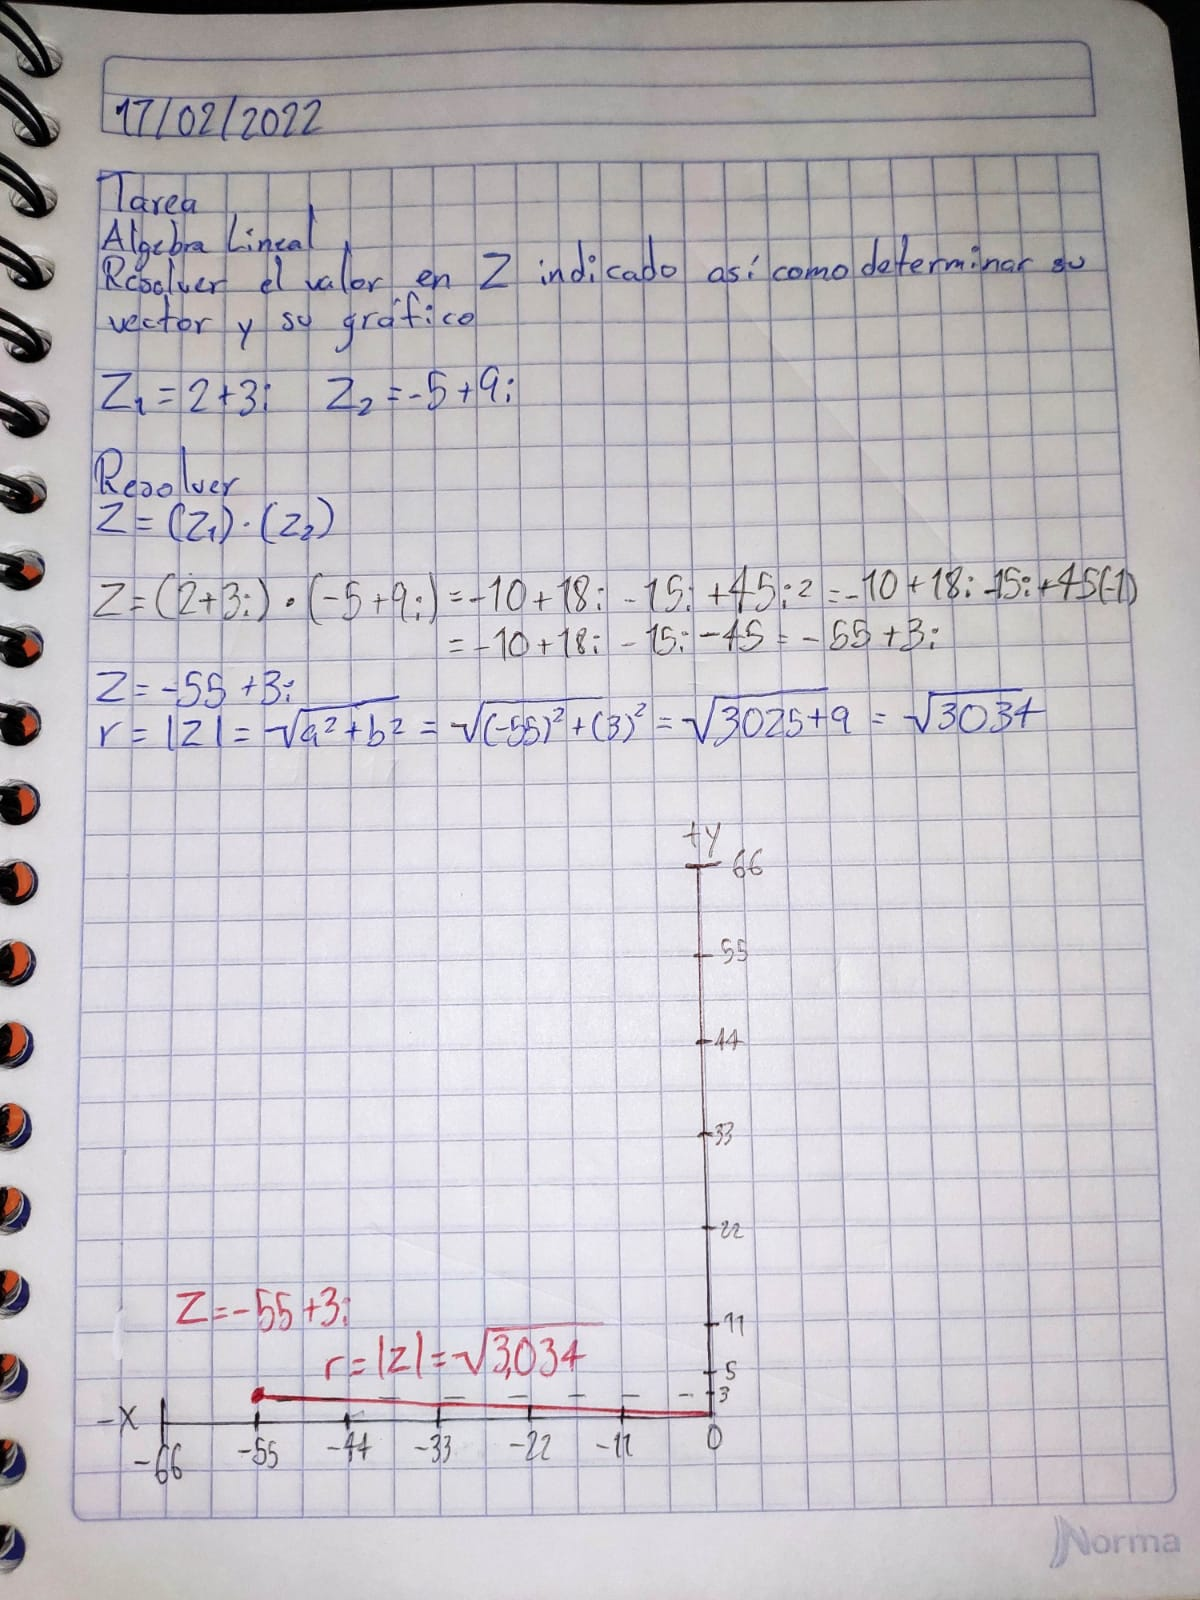 17/02/2022
Tarea
Algebra Lineal
Resolver el valor en Z indicado así como determinar su
vector y su gráfico
Z₁ = 2+3i Z₂ = -5+9i
Resolver
Z = (Z₁) · (Z₂)
Z = (2+3i) · (-5+9i) = -10+18i -15i +45i² = -10+18i -15i +45(-1)
= -10+18i -15i -45 = -55+3i
Z = -55 +3i
r = |Z| = √a²+b² = √(-55)²+(3)² = √3025+9 = √3034
+y
66
55
44
33
22
11
5
3
Z = -55+3i
r = |Z| = √3,034
-X
-66 -55 -44 -33 -22 -11 0
Norma